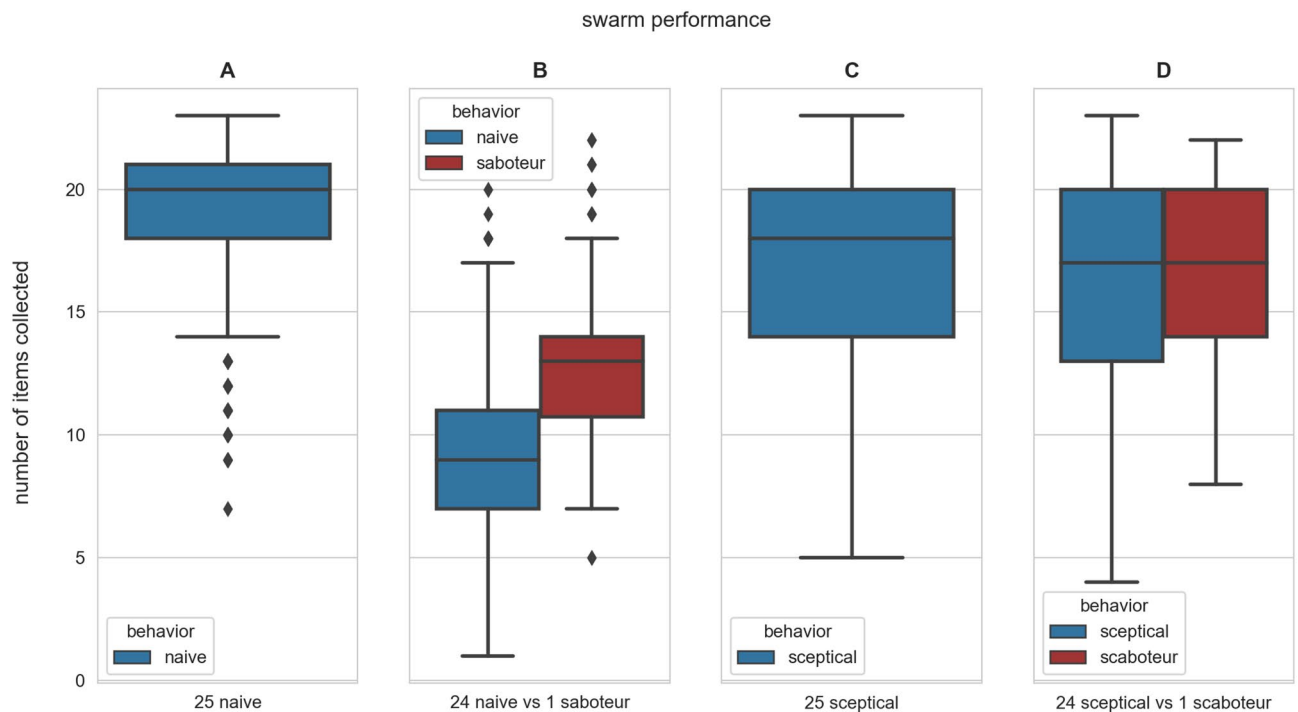 swarm performance
A
B
C
D
number of items collected
20
15
10
5
0
behavior
naive
behavior
naive
saboteur
behavior
sceptical
behavior
sceptical
scaboteur
25 naive
24 naive vs 1 saboteur
25 sceptical
24 sceptical vs 1 scaboteur